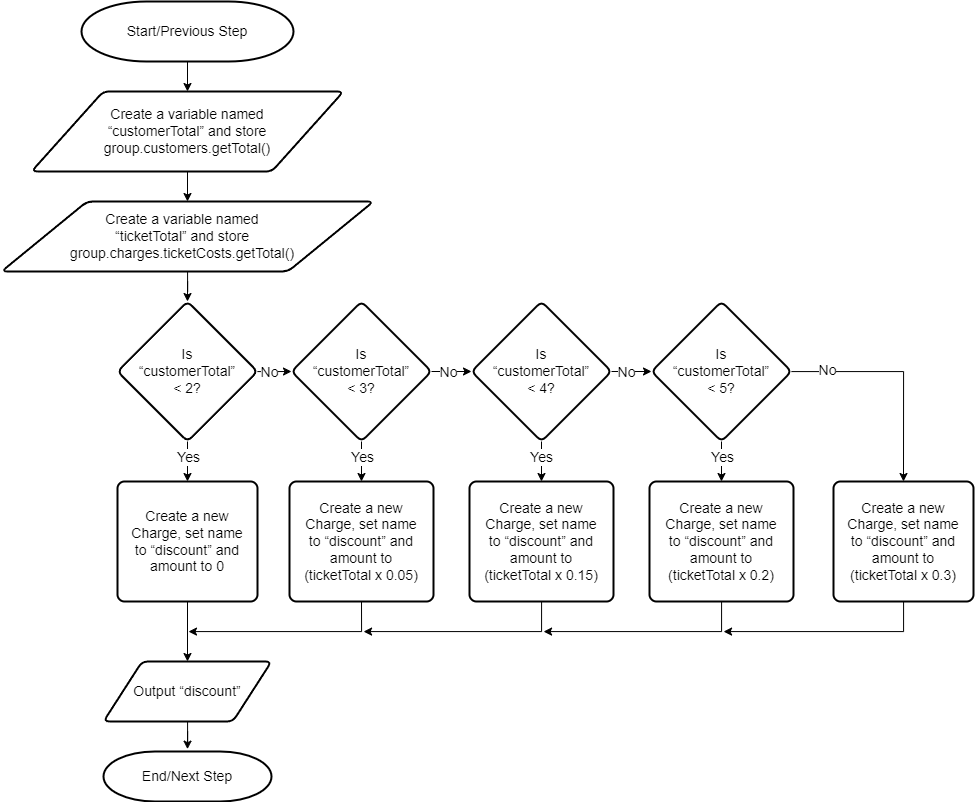 Start/Previous Step
Create a variable named
“customerTotal” and store
group.customers.getTotal()
Create a variable named
“ticketTotal” and store
group.charges.ticketCosts.getTotal()
Is
“customerTotal”
< 2?
No
Is
“customerTotal”
< 3?
No
Is
“customerTotal”
< 4?
No
Is
“customerTotal”
< 5?
No
Yes
Yes
Yes
Yes
Create a new
Charge, set name
to “discount” and
amount to 0
Create a new
Charge, set name
to “discount” and
amount to
(ticketTotal x 0.05)
Create a new
Charge, set name
to “discount” and
amount to
(ticketTotal x 0.15)
Create a new
Charge, set name
to “discount” and
amount to
(ticketTotal x 0.2)
Create a new
Charge, set name
to “discount” and
amount to
(ticketTotal x 0.3)
Output “discount”
End/Next Step